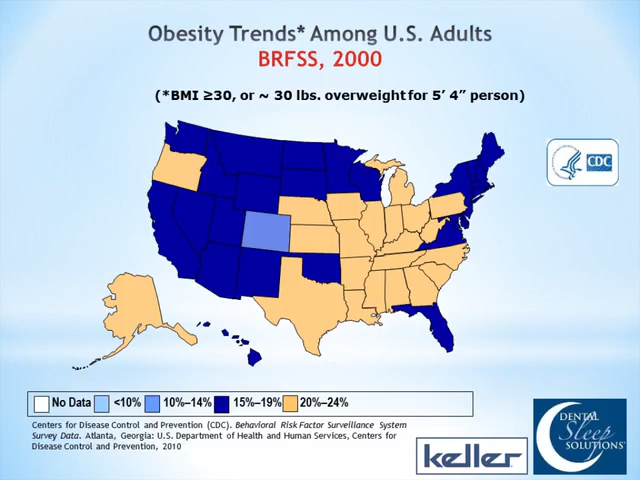 Obesity Trends* Among U.S. Adults
BRFSS, 2000
(*BMI ≥30, or ~ 30 lbs. overweight for 5’ 4” person)
CDC
No Data <10% 10%–14% 15%–19% 20%–24%
Centers for Disease Control and Prevention (CDC). Behavioral Risk Factor Surveillance System
Survey Data. Atlanta, Georgia: U.S. Department of Health and Human Services, Centers for
Disease Control and Prevention, 2010
keller
DENTAL
Sleep
SOLUTIONS